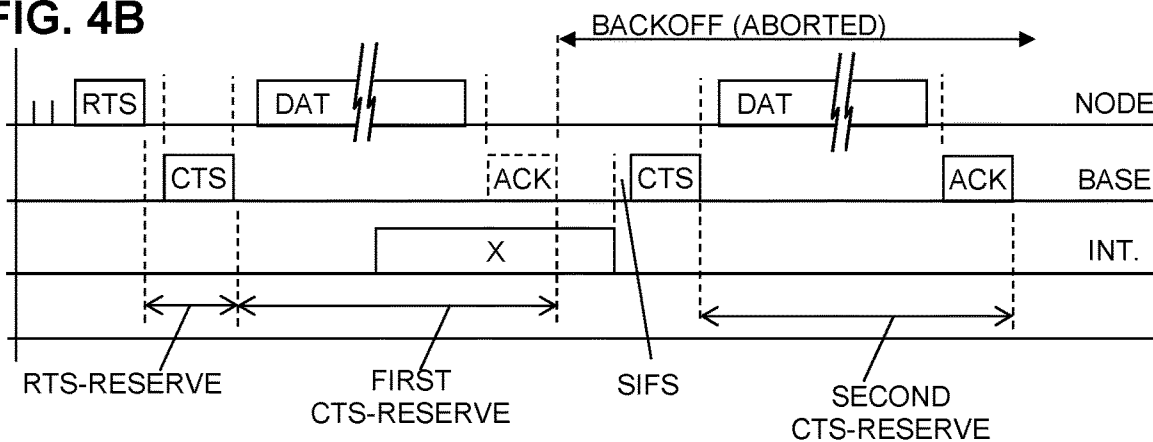 FIG. 4B
BACKOFF (ABORTED)
RTS
DAT
DAT
NODE
CTS
ACK
CTS
ACK
BASE
X
INT.
RTS-RESERVE
FIRST
CTS-RESERVE
SIFS
SECOND
CTS-RESERVE